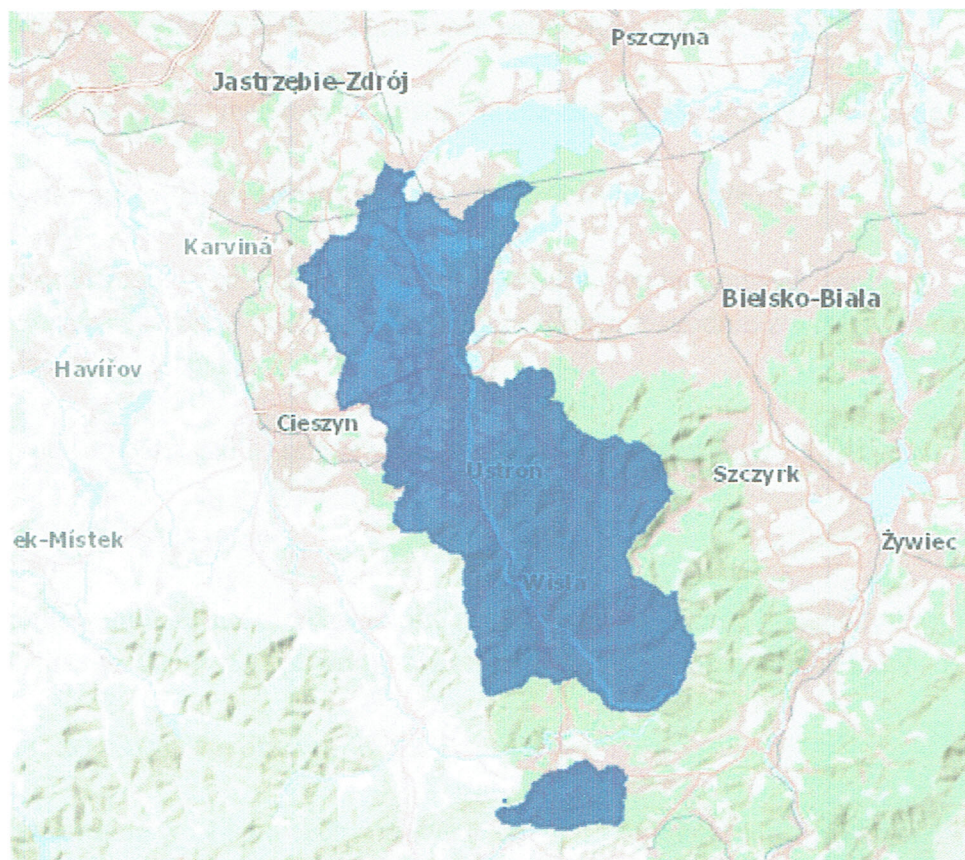 Pszczyna
Jastrzębie-Zdrój
Karviná
Bielsko-Biała
Havířov
Cieszyn
Ustroń
Szczyrk
ek-Místek
Żywiec
Wisła